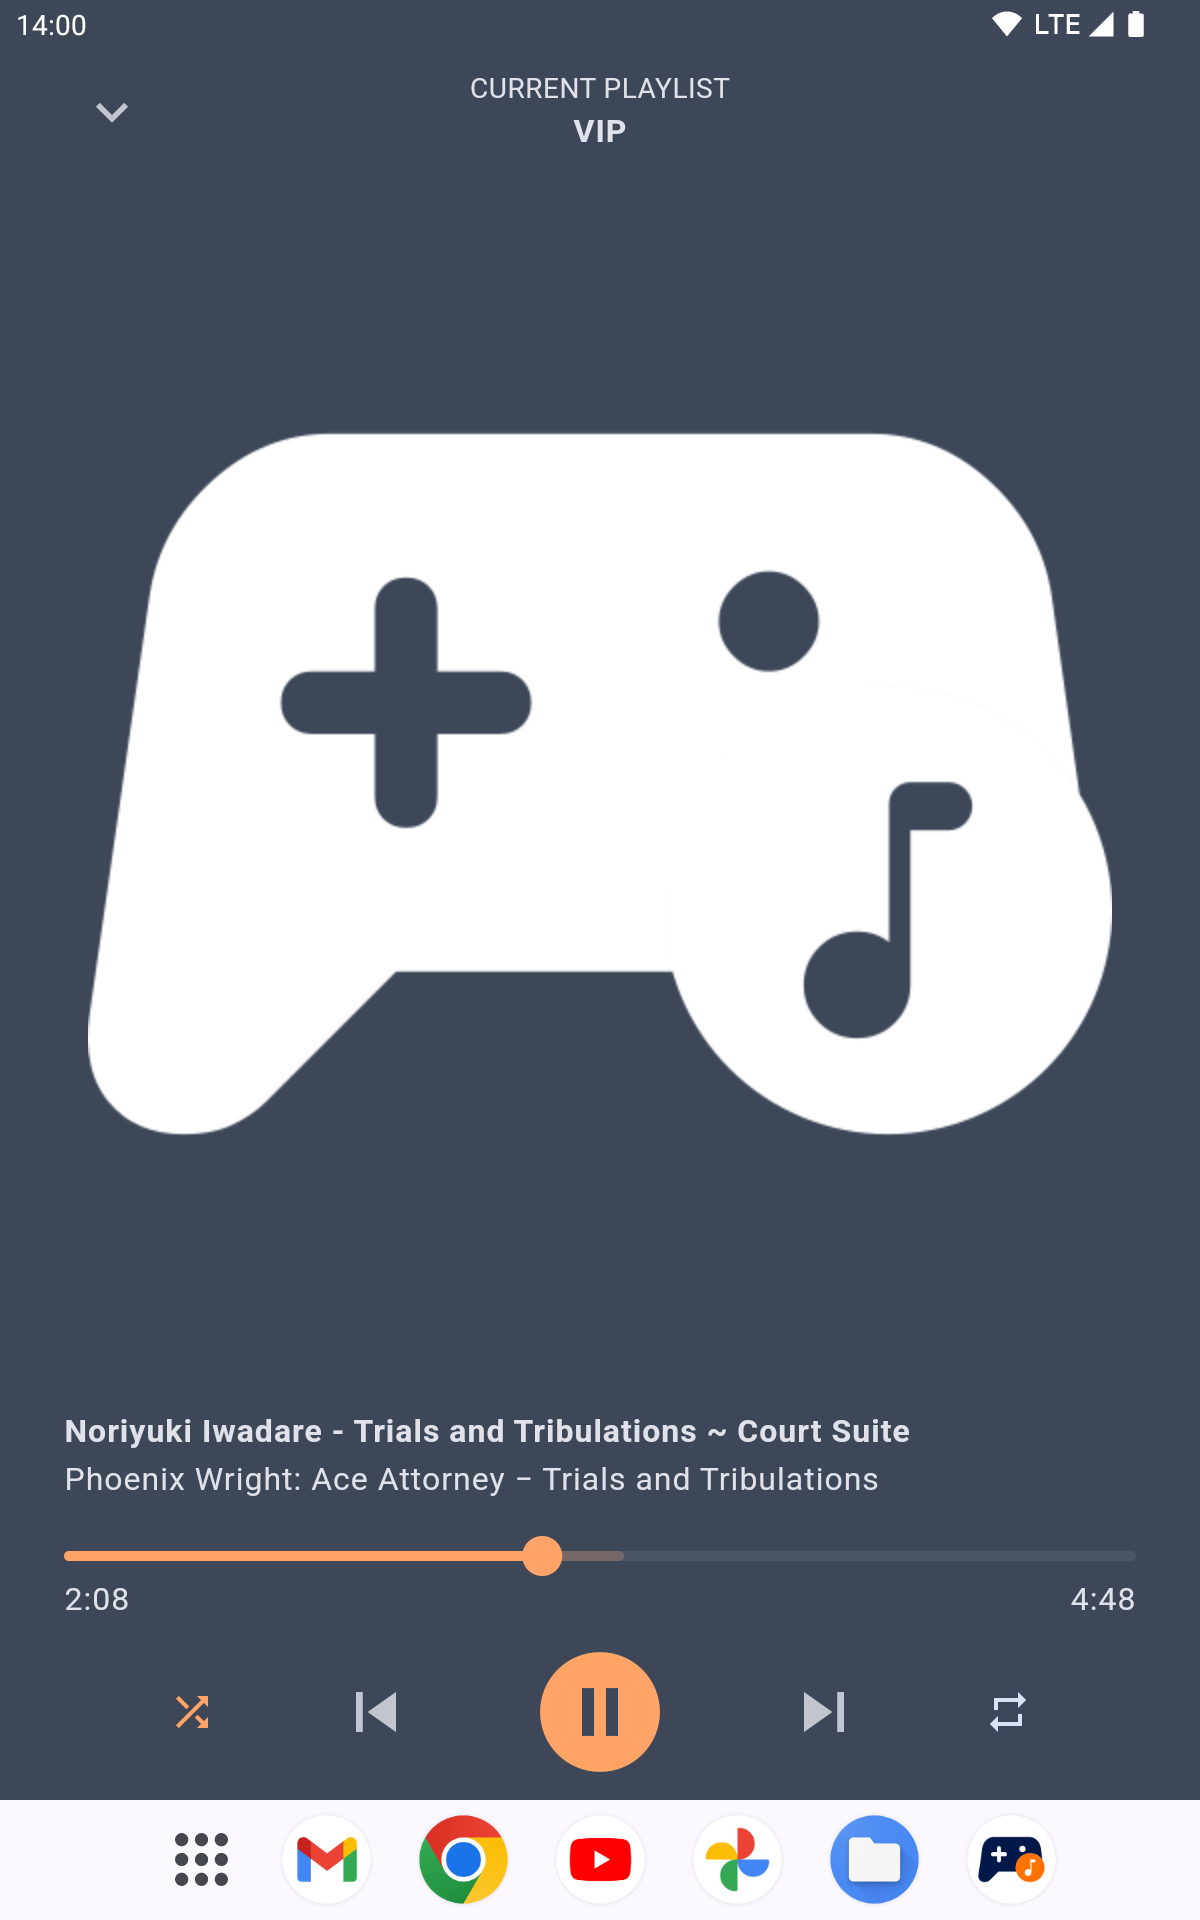 14:00
LTE
CURRENT PLAYLIST
VIP
Noriyuki Iwadare - Trials and Tribulations ~ Court Suite
Phoenix Wright: Ace Attorney – Trials and Tribulations
2:08
4:48